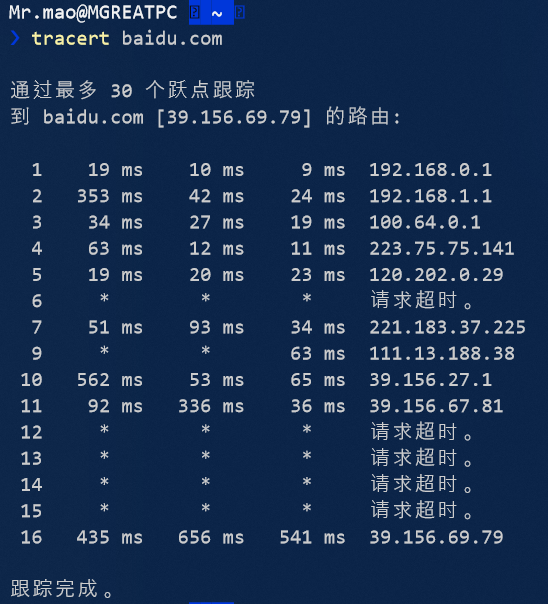 Mr.mao@MGREATPC ~
❯ tracert baidu.com
通过最多 30 个跃点跟踪
到 baidu.com [39.156.69.79] 的路由:
1 19 ms 10 ms 9 ms 192.168.0.1
2 353 ms 42 ms 24 ms 192.168.1.1
3 34 ms 27 ms 19 ms 100.64.0.1
4 63 ms 12 ms 11 ms 223.75.75.141
5 19 ms 20 ms 23 ms 120.202.0.29
6 * * * 请求超时。
7 51 ms 93 ms 34 ms 221.183.37.225
9 * * 63 ms 111.13.188.38
10 562 ms 53 ms 65 ms 39.156.27.1
11 92 ms 336 ms 36 ms 39.156.67.81
12 * * * 请求超时。
13 * * * 请求超时。
14 * * * 请求超时。
15 * * * 请求超时。
16 435 ms 656 ms 541 ms 39.156.69.79
跟踪完成。